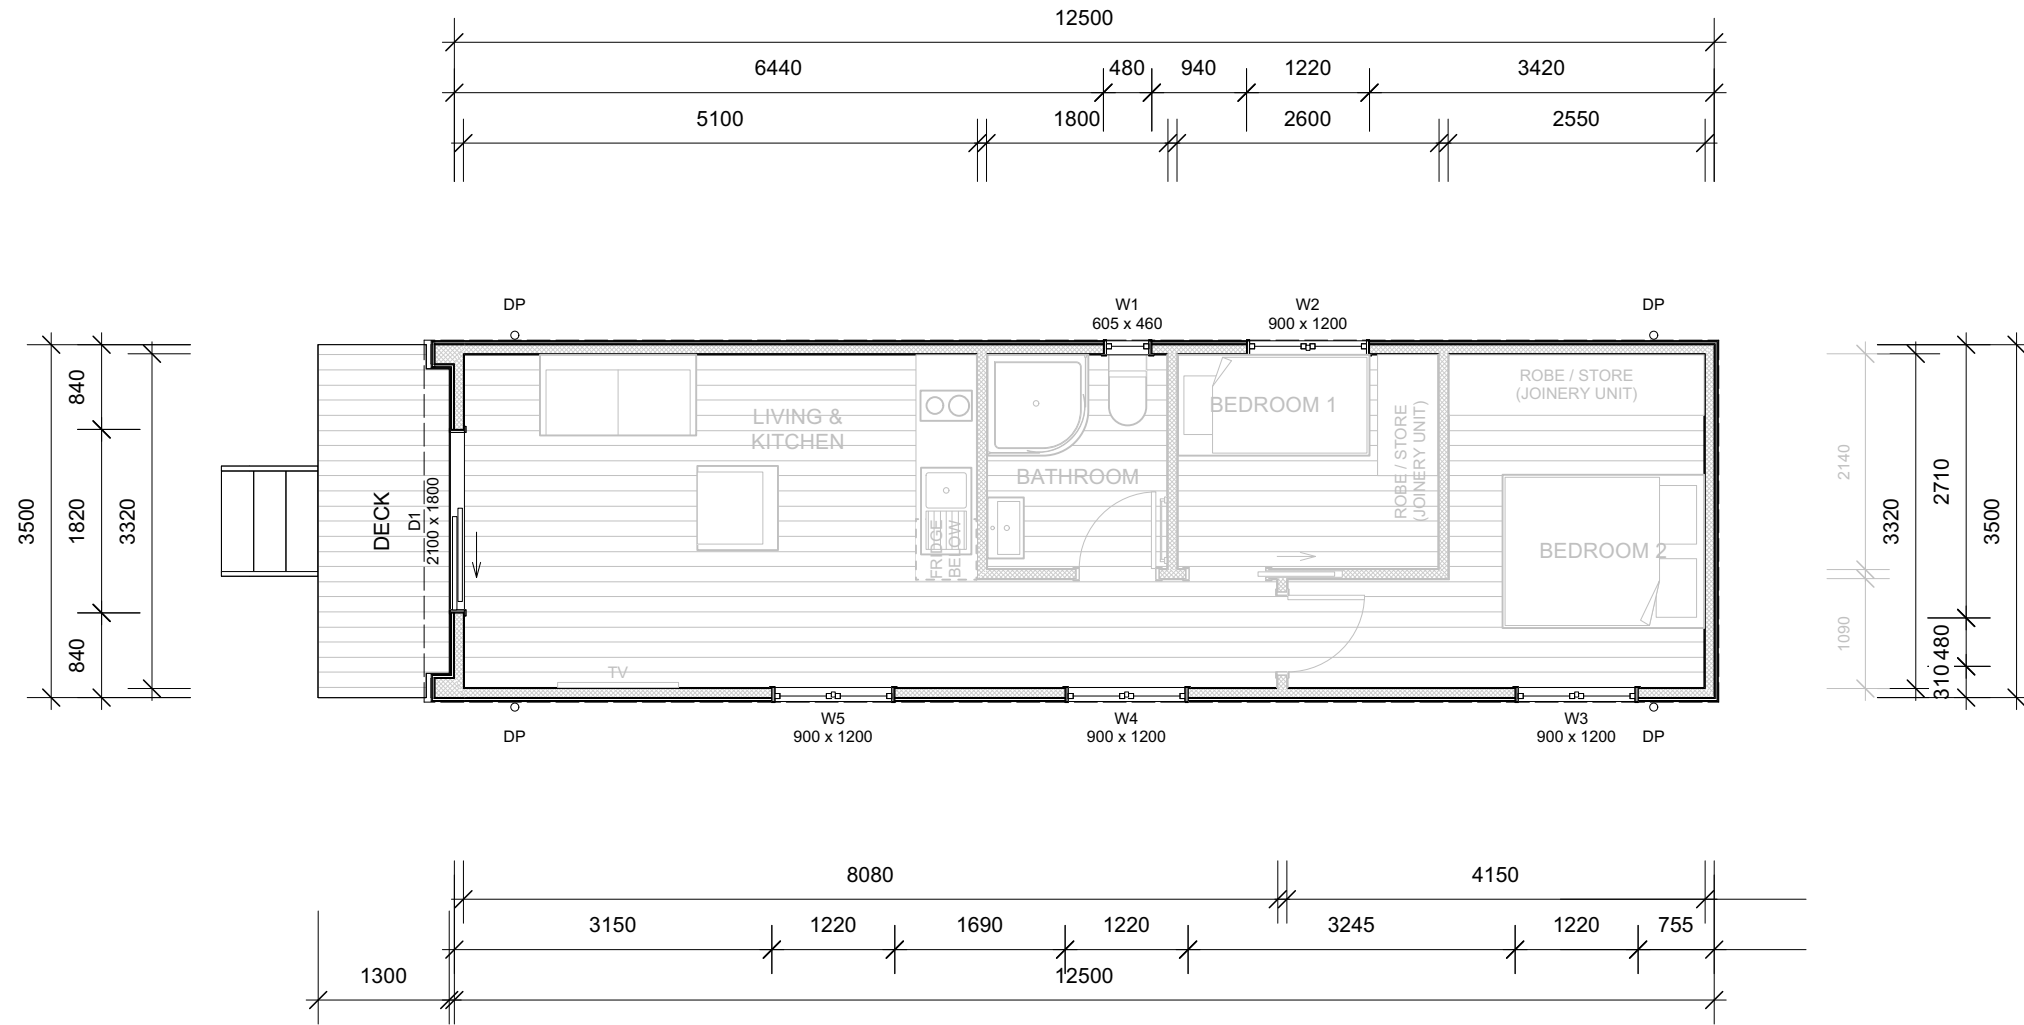 12500
6440 480 940 1220 3420
5100 1800 2600 2550
DP
W1
605 x 460
W2
900 x 1200
DP
3500
840
1820
840
3320
DECK
D1
2100 x 1800
LIVING &
KITCHEN
FRIDGE
BELOW
TV
BATHROOM
BEDROOM 1
ROBE / STORE
(JOINERY UNIT)
ROBE / STORE
(JOINERY UNIT)
BEDROOM 2
2140
1090
3320
2710
480
310
3500
DP
W5
900 x 1200
W4
900 x 1200
W3
900 x 1200
DP
8080 4150
3150 1220 1690 1220 3245 1220 755
1300 12500